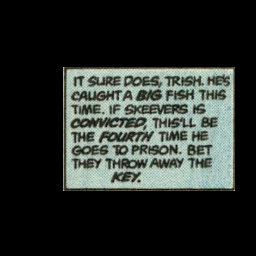 IT SURE DOES, TRISH. HE'S
CAUGHT A BIG FISH THIS
TIME. IF SKEEVERS IS
CONVICTED, THIS'LL BE
THE FOURTH TIME HE
GOES TO PRISON. BET
THEY THROW AWAY THE
KEY.